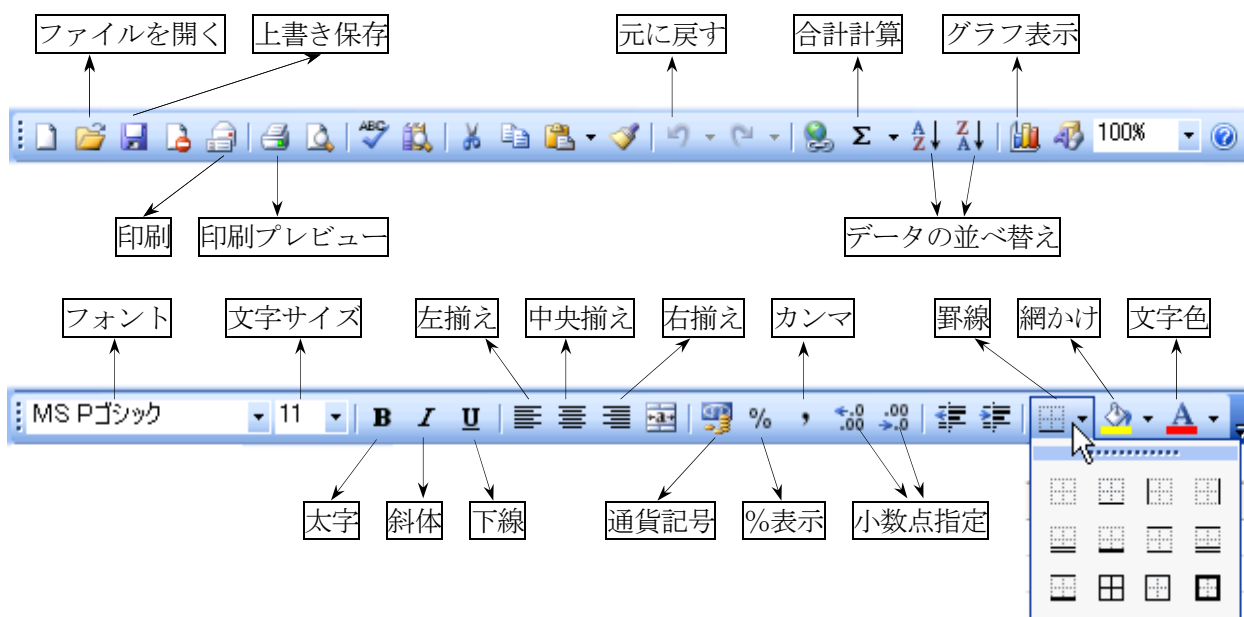 ファイルを開く 上書き保存 元に戻す 合計計算 グラフ表示
ABC Σ A Z Z A 100% ?
印刷 印刷プレビュー データの並べ替え
フォント 文字サイズ 左揃え 中央揃え 右揃え カンマ 罫線 網かけ 文字色
MS Pゴシック 11 B I U a % , .0 .00 .00 .0 A
太字 斜体 下線 通貨記号 %表示 小数点指定